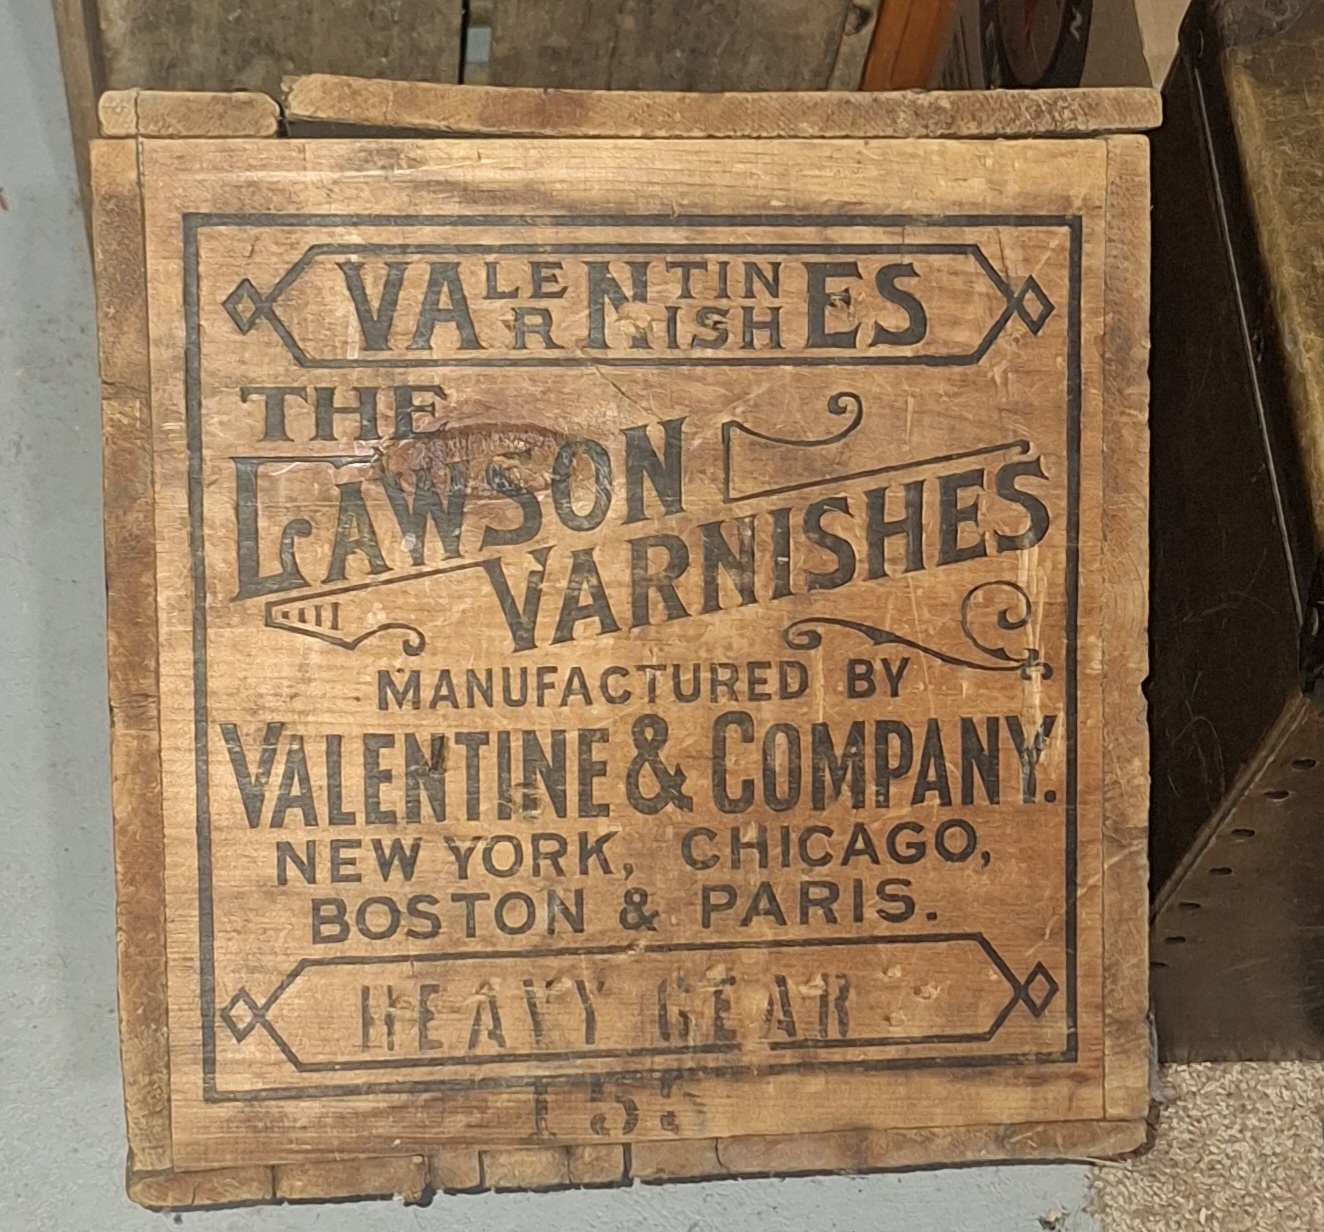 VALENTINES
VARNISHES
THE
LAWSON
VARNISHES
MANUFACTURED BY
VALENTINE & COMPANY.
NEW YORK, CHICAGO,
BOSTON & PARIS.
HEAVY GEAR